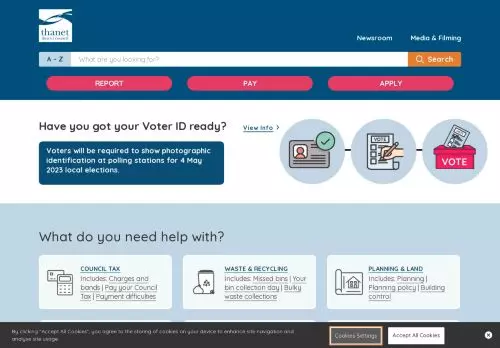 thanet
district council
Newsroom
Media & Filming
A - Z
What are you looking for?
Search
REPORT
PAY
APPLY
Have you got your Voter ID ready?
View Info
Voters will be required to show photographic
identification at polling stations for 4 May
2023 local elections.
VOTE
VOTE
What do you need help with?
COUNCIL TAX
Includes: Charges and
bands | Pay your Council
Tax | Payment difficulties
WASTE & RECYCLING
Includes: Missed bins | Your
bin collection day | Bulky
waste collections
PLANNING & LAND
Includes: Planning |
Planning policy | Building
control
By clicking "Accept All Cookies", you agree to the storing of cookies on your device to enhance site navigation and
analyse site usage.
Cookies Settings
Accept All Cookies